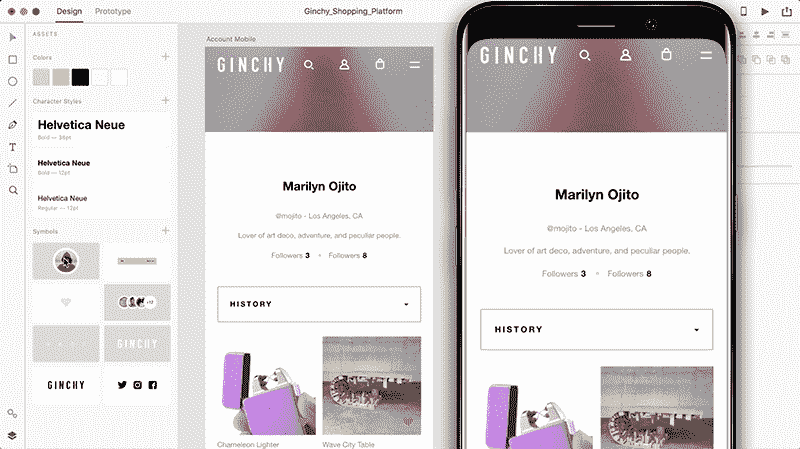 Design Prototype
Ginchy_Shopping_Platform
ASSETS
Colors
Character Styles
Helvetica Neue
Bold — 36pt
Helvetica Neue
Bold — 12pt
Helvetica Neue
Regular — 12pt
Symbols
+12
GINCHY
GINCHY
Account Mobile
GINCHY
Marilyn Ojito
@mojito - Los Angeles, CA
Lover of art deco, adventure, and peculiar people.
Followers 3 Followers 8
HISTORY
Chameleon Lighter
Wave City Table
GINCHY
Marilyn Ojito
@mojito - Los Angeles, CA
Lover of art deco, adventure, and peculiar people.
Followers 3 Followers 8
HISTORY